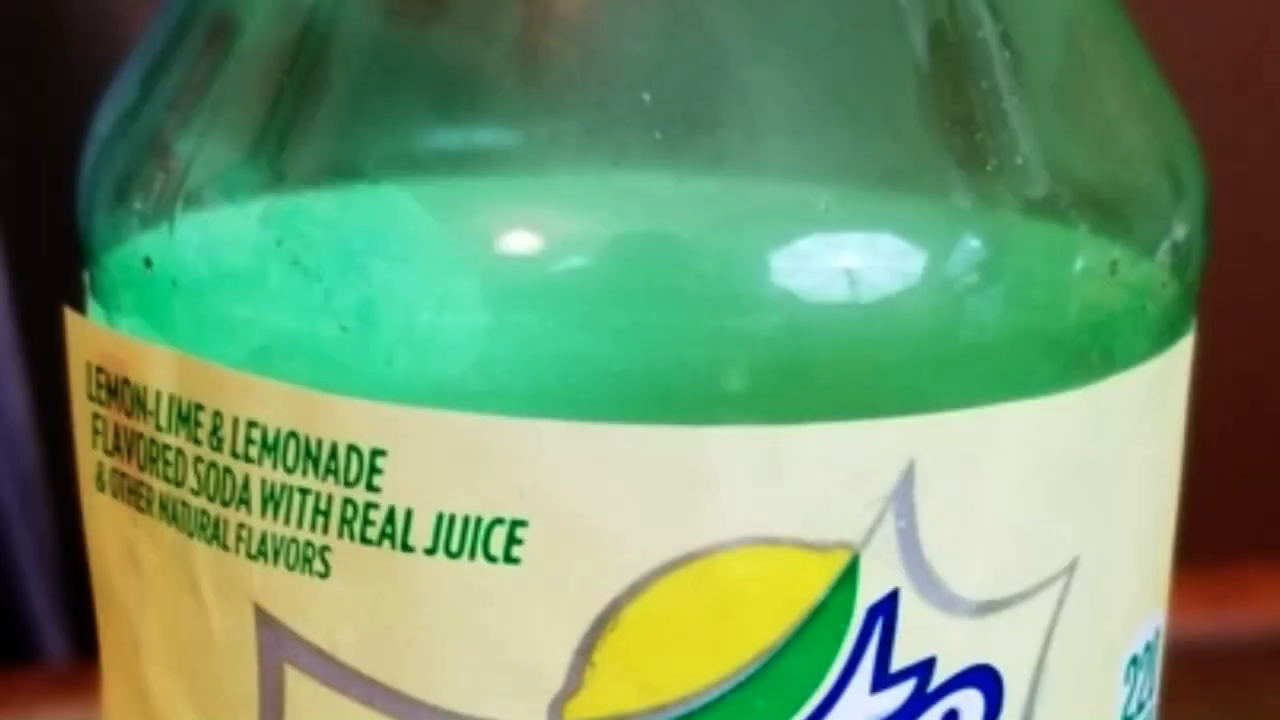 LEMON-LIME & LEMONADE
FLAVORED SODA WITH REAL JUICE
& OTHER NATURAL FLAVORS